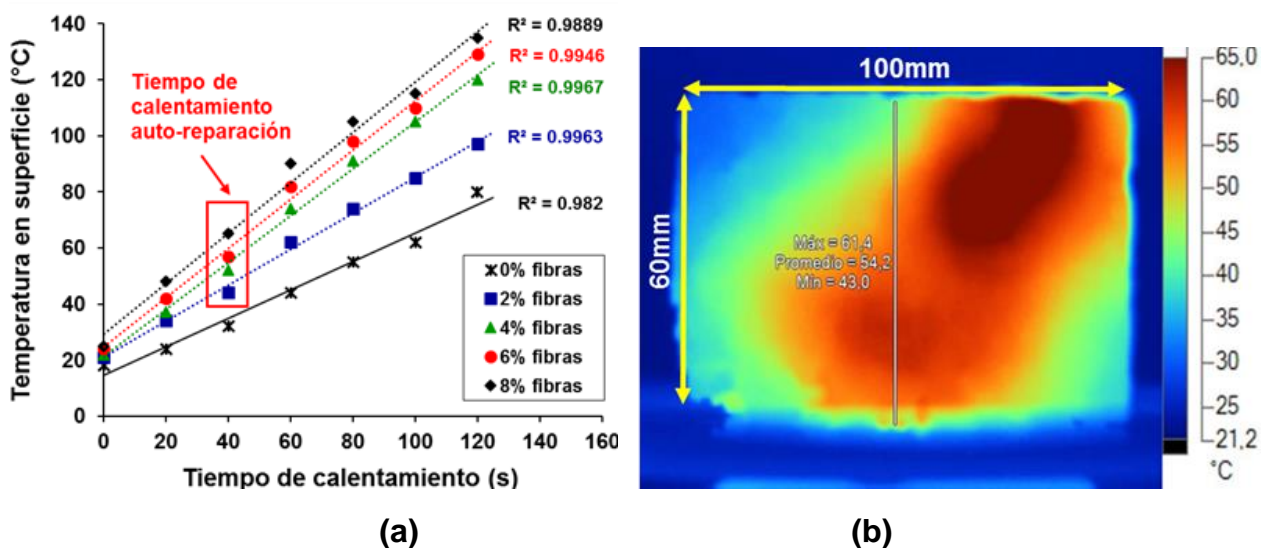 Temperatura en superficie (°C)
140
120
100
80
60
40
20
0
0
20
40
60
80
100
120
140
160
Tiempo de calentamiento (s)
Tiempo de
calentamiento
auto-reparación
R² = 0.9889
R² = 0.9946
R² = 0.9967
R² = 0.9963
R² = 0.982
0% fibras
2% fibras
4% fibras
6% fibras
8% fibras
(a)
100mm
60mm
Máx = 61,4
Promedio = 54,2
Mín = 43,0
65,0
60
55
50
45
40
35
30
25
21,2
°C
(b)